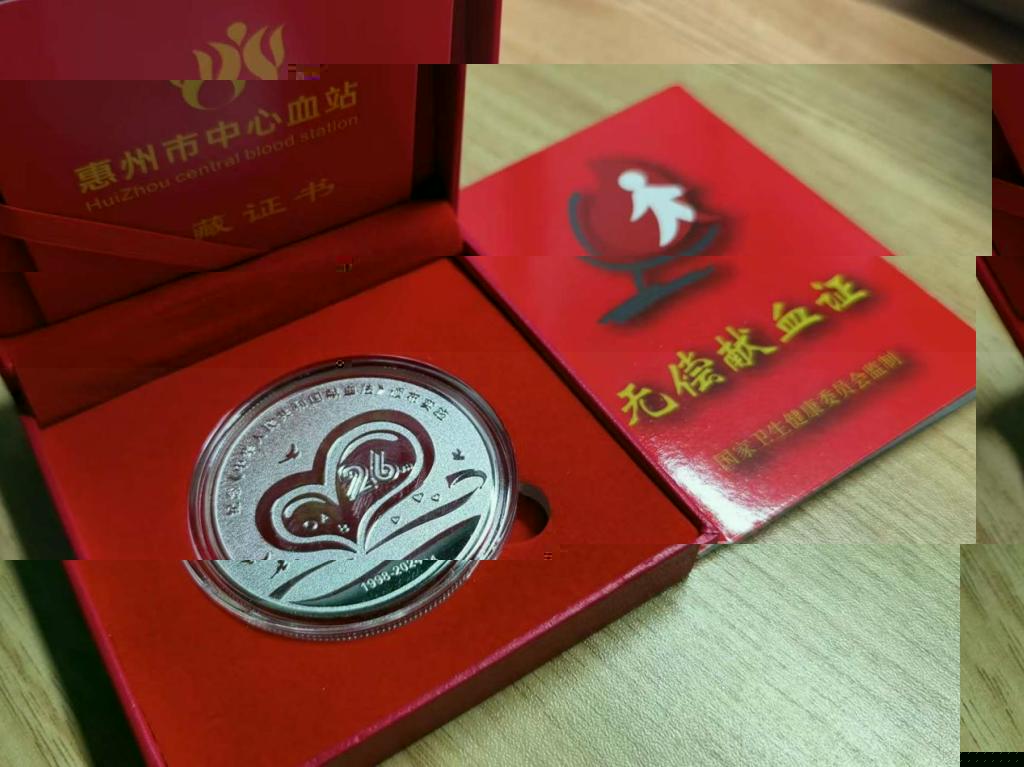 惠州市中心血站
HuiZhou central blood station
藏证书
无偿献血证
国家卫生健康委员会监制
26
1998-2024